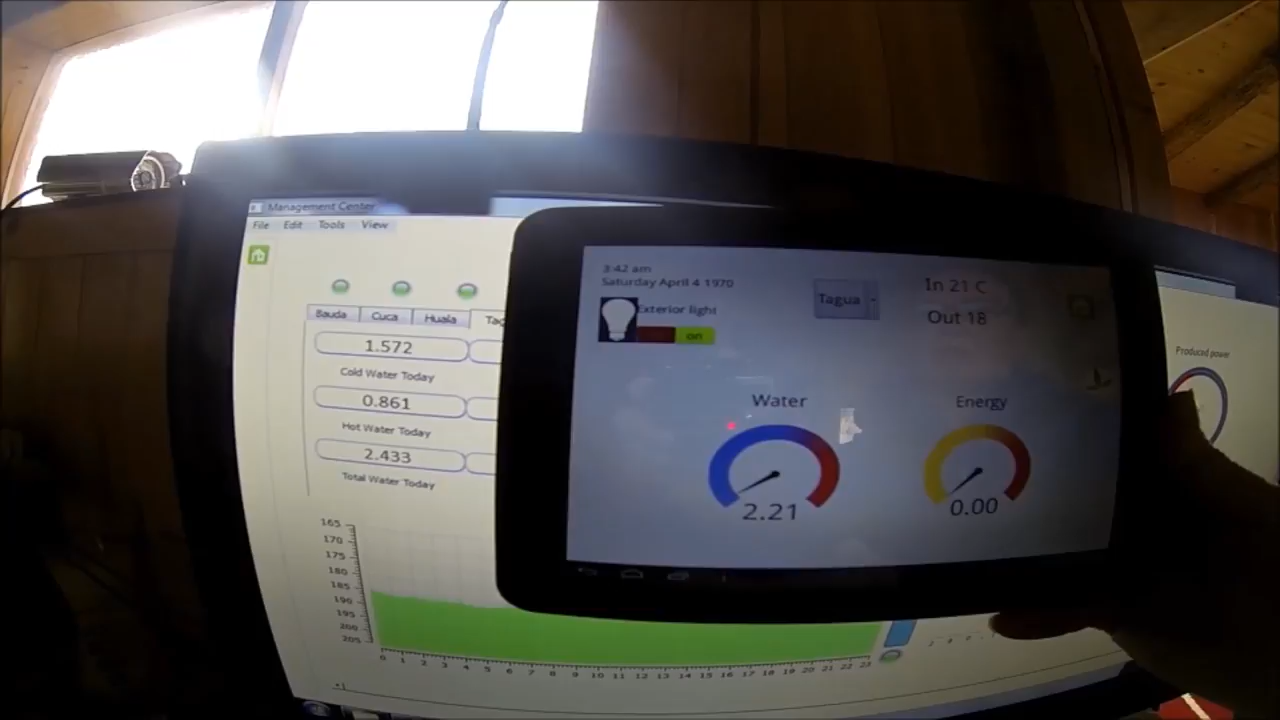 Management Center
File Edit Tools View
Bauda Cuca Huala Tag
1.572
Cold Water Today
0.861
Hot Water Today
2.433
Total Water Today
165
170
175
180
185
190
195
200
205
0 1 2 3 4 5 6 7 8 9 10 11 12 13 14 15 16 17 18 19 20 21 22 23
3:42 am
Saturday April 4 1970
Exterior light
on
Tagua
In 21 C
Out 18
Water
2.21
Energy
0.00
Produced power